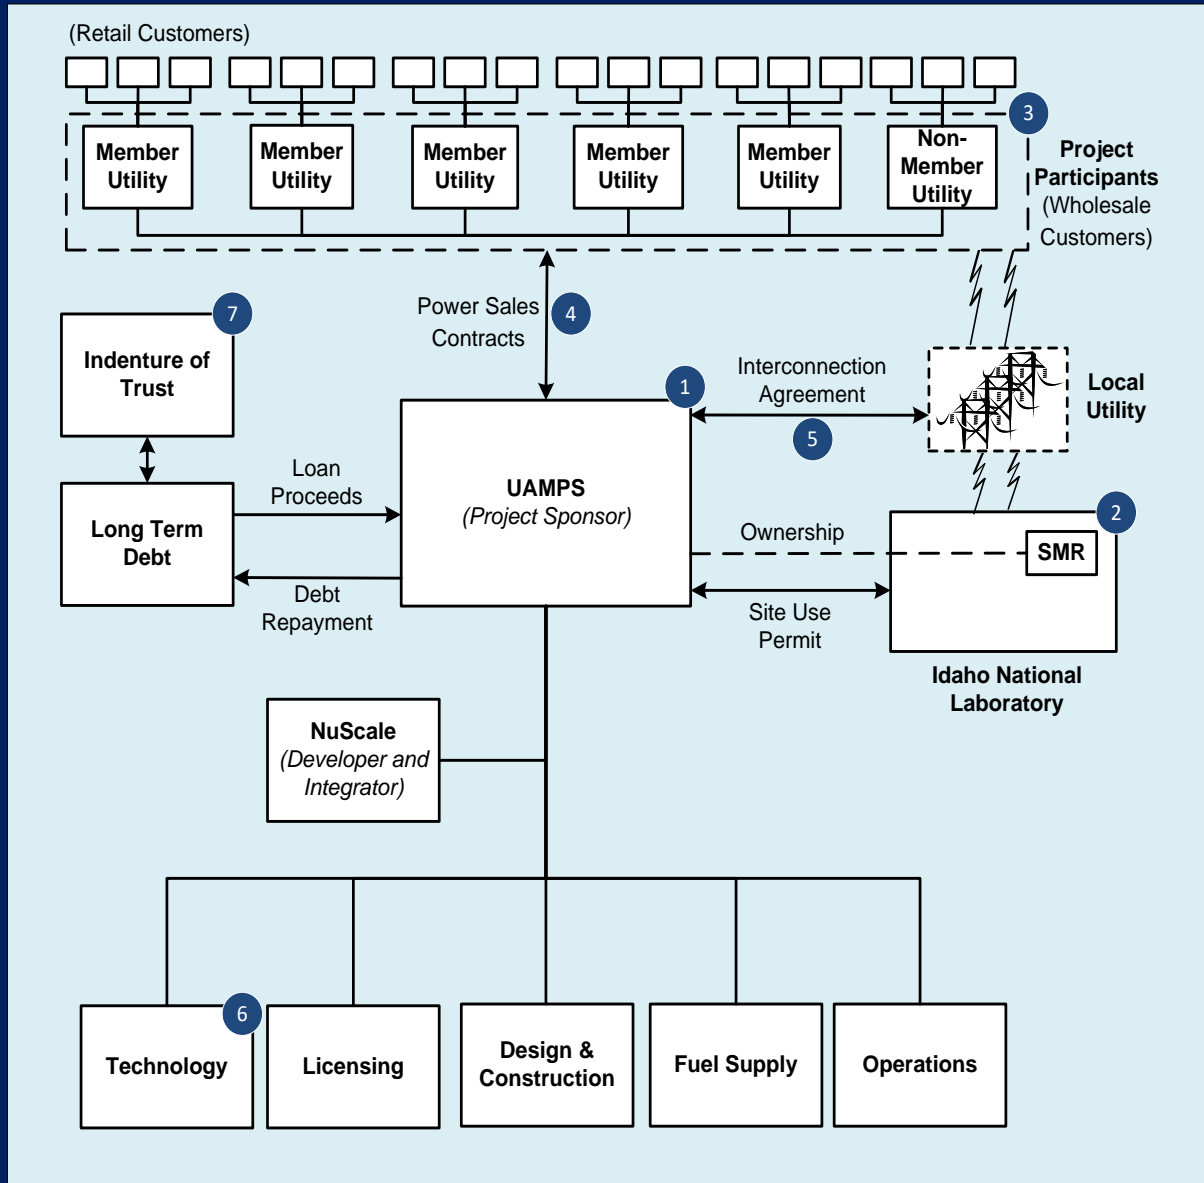 (Retail Customers)
3
Member
Utility
Member
Utility
Member
Utility
Member
Utility
Member
Utility
Non-
Member
Utility
Project
Participants
(Wholesale
Customers)
7
Indenture of
Trust
Power Sales
Contracts
4
1
Interconnection
Agreement
5
Local
Utility
Loan
Proceeds
UAMPS
(Project Sponsor)
Long Term
Debt
Debt
Repayment
Ownership
2
SMR
Site Use
Permit
Idaho National
Laboratory
NuScale
(Developer and
Integrator)
6
Technology
Licensing
Design &
Construction
Fuel Supply
Operations